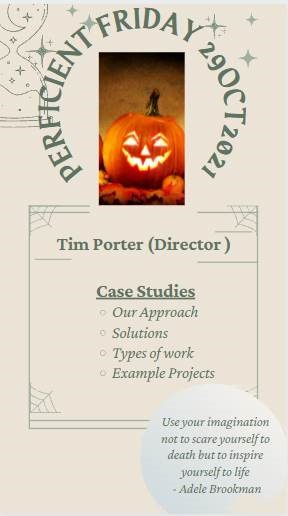 PERFICIENT FRIDAY 29OCT2021
Tim Porter (Director )
Case Studies
Our Approach
Solutions
Types of work
Example Projects
Use your imagination
not to scare yourself to
death but to inspire
yourself to life
- Adele Brookman